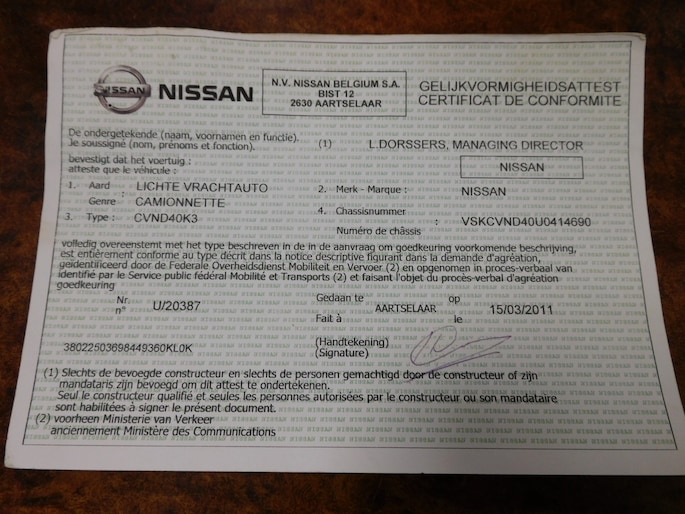 NISSAN
NISSAN
N.V. NISSAN BELGIUM S.A.
BIST 12
2630 AARTSELAAR
GELIJKVORMIGHEIDSATTEST
CERTIFICAT DE CONFORMITE
De ondergetekende (naam, voornamen en functie).
Je soussigné (nom, prénoms et fonction).
(1) L.DORSSERS, MANAGING DIRECTOR
bevestigt dat het voertuig :
atteste que le véhicule :
NISSAN
1. Aard : LICHTE VRACHTAUTO
Genre CAMIONNETTE
2. Merk - Marque : NISSAN
3. Type : CVND40K3
4. Chassisnummer
Numéro de châssis : VSKCVND40U0414690
volledig overeenstemt met het type beschreven in de in de aanvraag om goedkeuring voorkomende beschrijving,
est entièrement conforme au type décrit dans la notice descriptive figurant dans la demande d'agréation,
geïdentificeerd door de Federale Overheidsdienst Mobiliteit en Vervoer (2) en opgenomen in proces-verbaal van
identifié par le Service public fédéral Mobilité et Transports (2) et faisant l'objet du procès-verbal d'agréation
goedkeuring
Nr. n° U/20387
Gedaan te AARTSELAAR op 15/03/2011
Fait à le
38022503698449360KL0K
(Handtekening)
(Signature)
(1) Slechts de bevoegde constructeur en slechts de personen gemachtigd door de constructeur of zijn
mandataris zijn bevoegd om dit attest te ondertekenen.
Seul le constructeur qualifié et seules les personnes autorisées par le constructeur ou son mandataire
sont habilitées à signer le présent document.
(2) voorheen Ministerie van Verkeer
anciennement Ministère des Communications